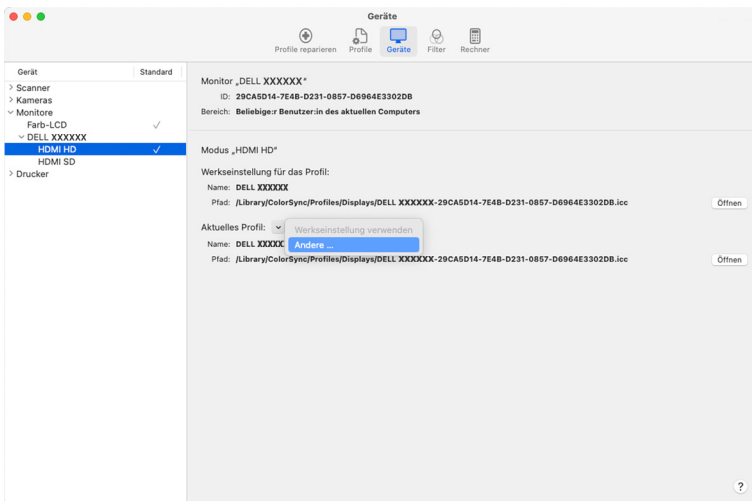 Geräte
Profile reparieren Profile Geräte Filter Rechner
Gerät Standard
Scanner
Kameras
Monitore
Farb-LCD
DELL XXXXXX
HDMI HD
HDMI SD
Drucker
Monitor „DELL XXXXXX“
ID: 29CA5D14-7E4B-D231-0857-D6964E3302DB
Bereich: Beliebige:r Benutzer:in des aktuellen Computers
Modus „HDMI HD“
Werkseinstellung für das Profil:
Name: DELL XXXXXX
Pfad: /Library/ColorSync/Profiles/Displays/DELL XXXXXX-29CA5D14-7E4B-D231-0857-D6964E3302DB.icc Öffnen
Aktuelles Profil: Werkseinstellung verwenden
Name: DELL XXXXX Andere ...
Pfad: /Library/ColorSync/Profiles/Displays/DELL XXXXXX-29CA5D14-7E4B-D231-0857-D6964E3302DB.icc Öffnen
?